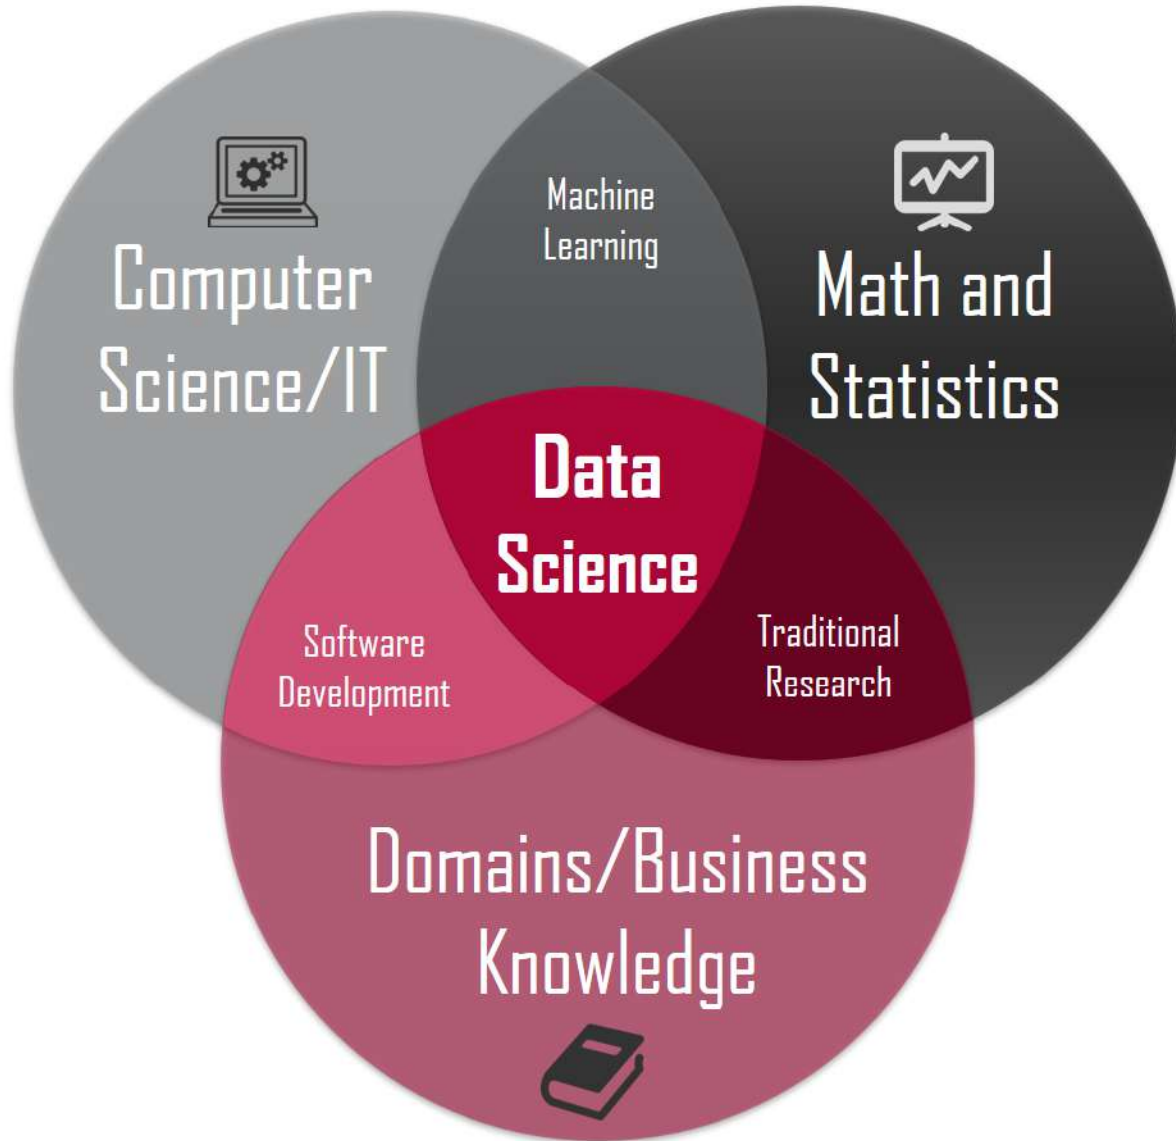 Machine
Learning
Computer
Science/IT
Math and
Statistics
Data
Science
Software
Development
Traditional
Research
Domains/Business
Knowledge